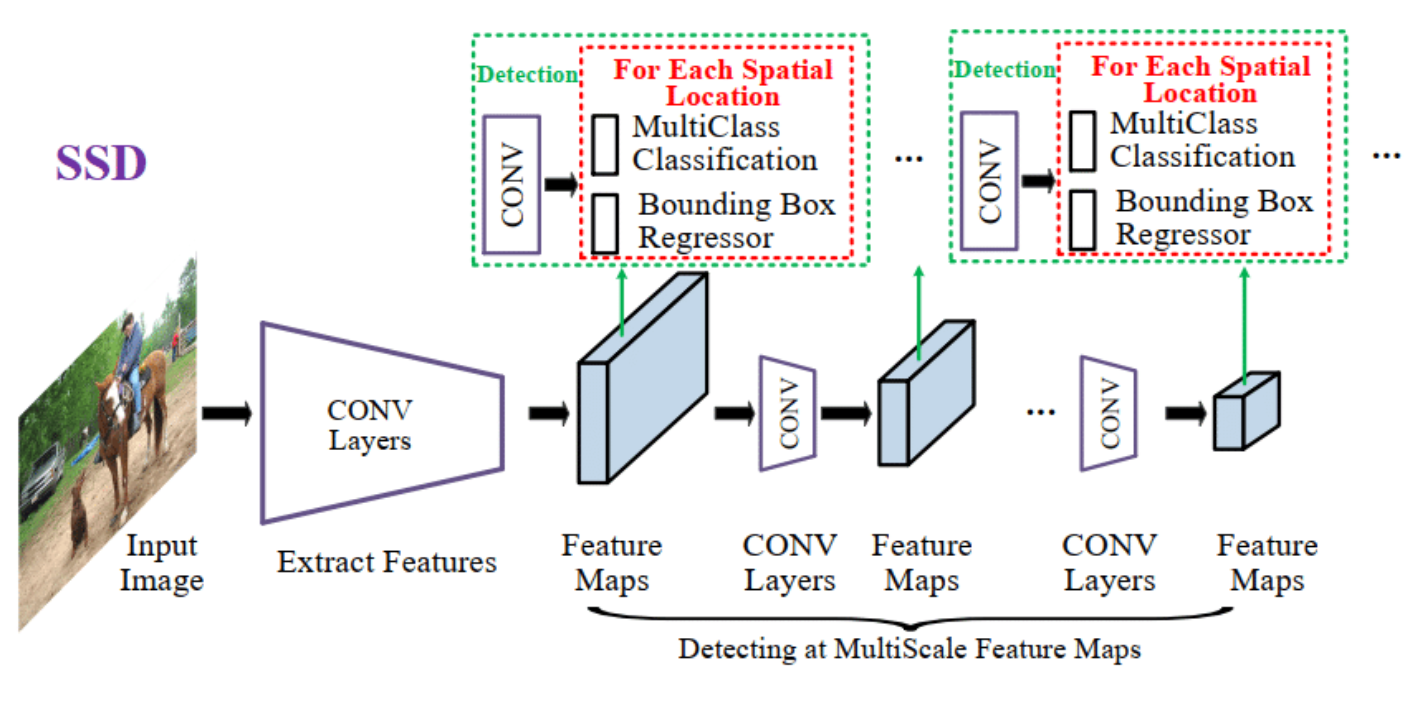 Detection
For Each Spatial
Location
CONV
MultiClass
Classification
Bounding Box
Regressor
...
Detection
For Each Spatial
Location
CONV
MultiClass
Classification
Bounding Box
Regressor
...
SSD
CONV
Layers
CONV
...
CONV
Input
Image
Extract Features
Feature
Maps
CONV
Layers
Feature
Maps
CONV
Layers
Feature
Maps
Detecting at MultiScale Feature Maps